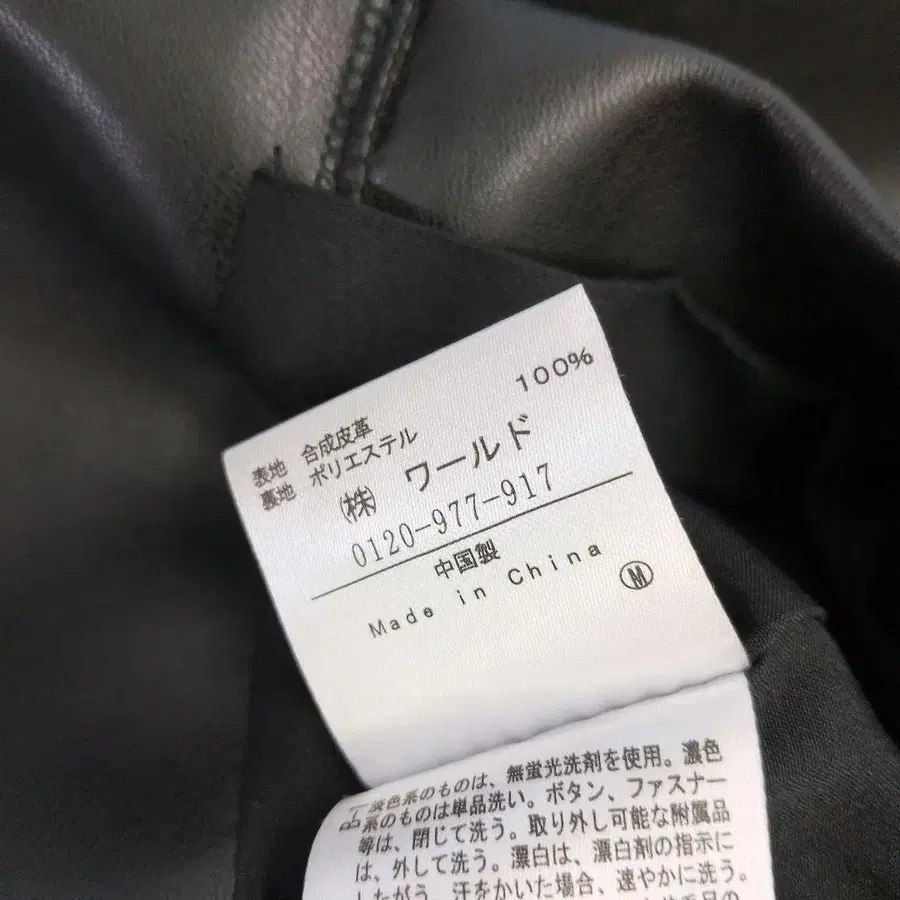 表地 合成皮革
裏地 ポリエステル 100%
㈱ ワールド
0120-977-917
中国製
Made in China
Ⓜ
淡色系のものは、無蛍光洗剤を使用。濃色
系のものは単品洗い。ボタン、ファスナー
等は、閉じて洗う。取り外し可能な附属品
は、外して洗う。漂白は、漂白剤の指示に
したがう。汗をかいた場合、速やかに洗う。